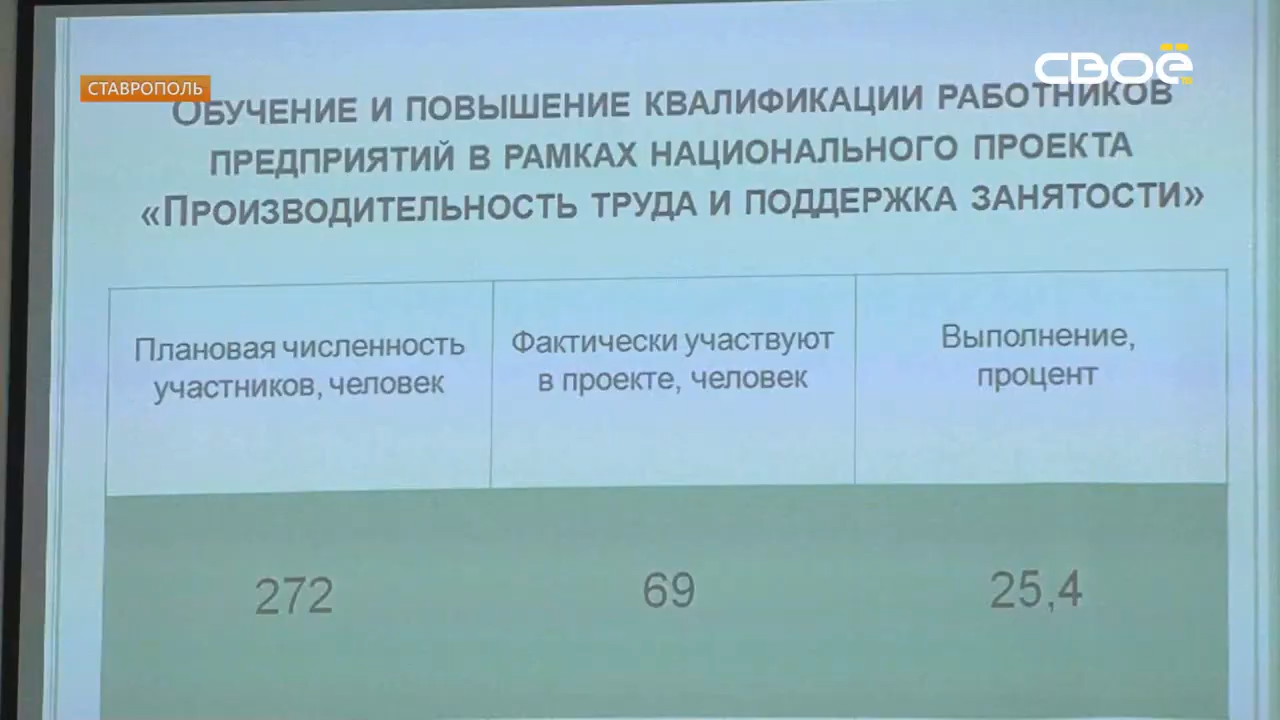 СВОЁ
СТАВРОПОЛЬ
ОБУЧЕНИЕ И ПОВЫШЕНИЕ КВАЛИФИКАЦИИ РАБОТНИКОВ
ПРЕДПРИЯТИЙ В РАМКАХ НАЦИОНАЛЬНОГО ПРОЕКТА
«ПРОИЗВОДИТЕЛЬНОСТЬ ТРУДА И ПОДДЕРЖКА ЗАНЯТОСТИ»
Плановая численность
участников, человек
Фактически участвуют
в проекте, человек
Выполнение,
процент
272
69
25,4